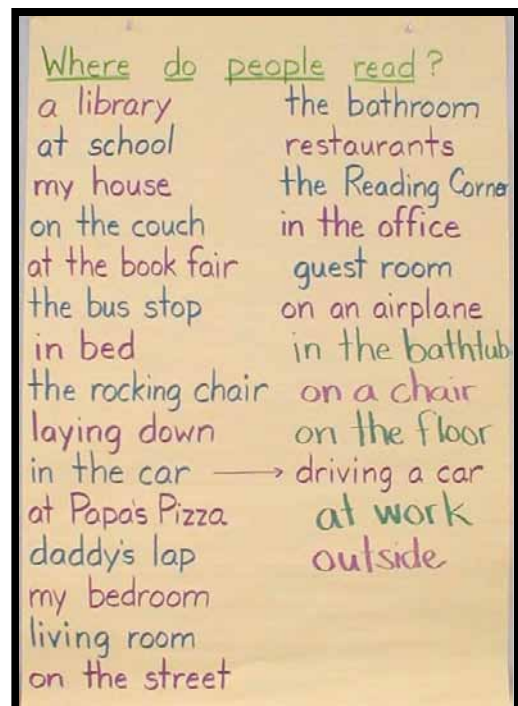 Where do people read?
a library
at school
my house
on the couch
at the book fair
the bus stop
in bed
the rocking chair
laying down
in the car → driving a car
at Papa's Pizza
daddy's lap
my bedroom
living room
on the street
the bathroom
restaurants
the Reading Corner
in the office
guest room
on an airplane
in the bathtub
on a chair
on the floor
at work
outside